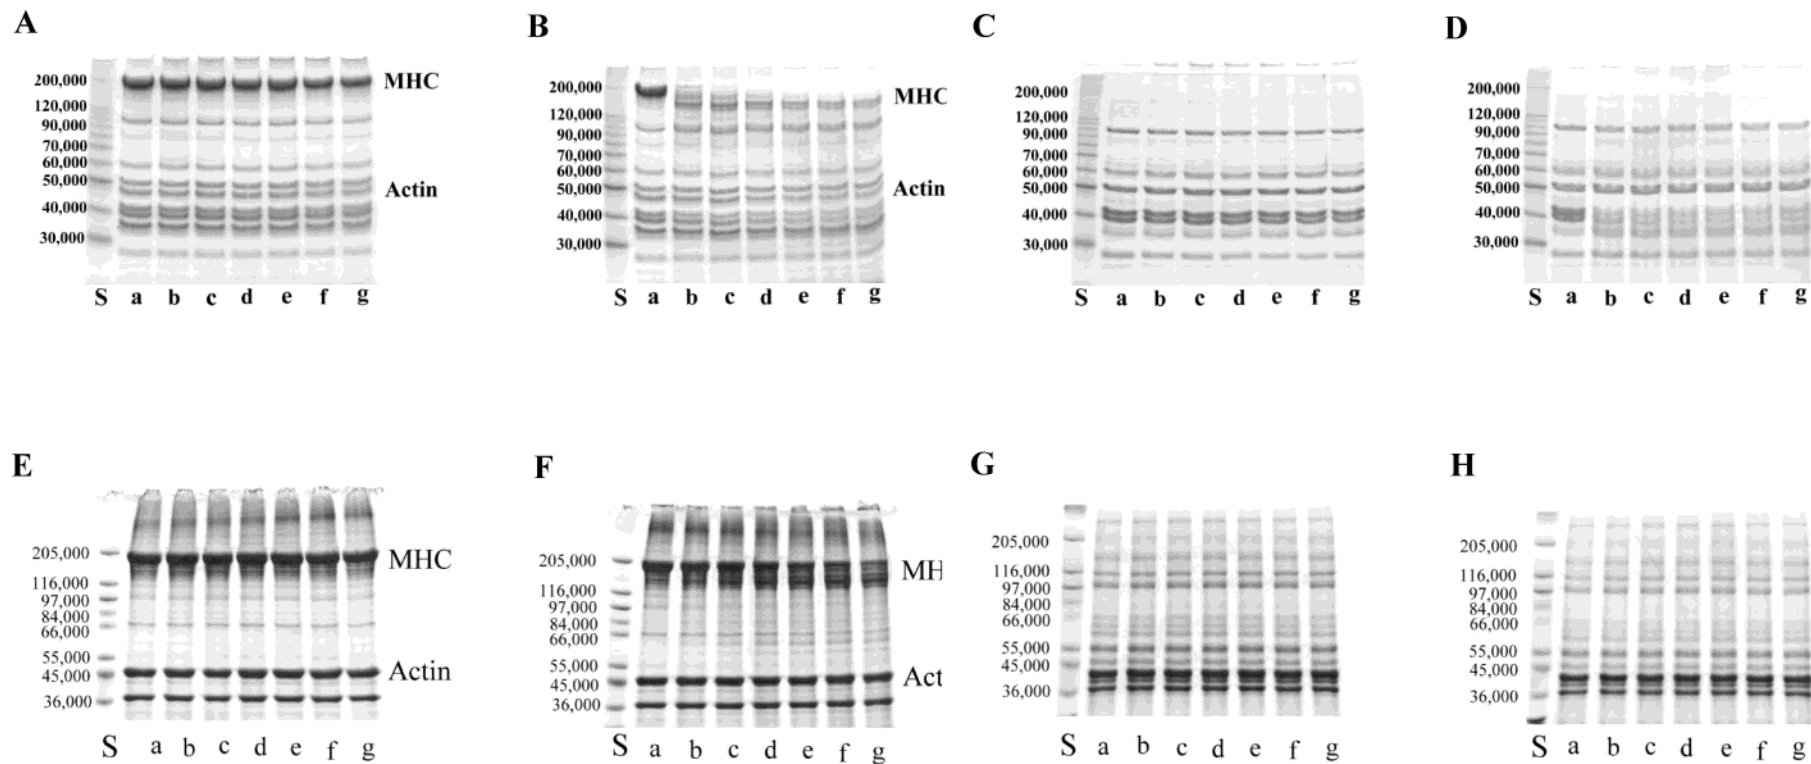 A
200,000
120,000
90,000
70,000
60,000
50,000
40,000
30,000
MHC
Actin
S a b c d e f g
B
200,000
120,000
90,000
70,000
60,000
50,000
40,000
30,000
MHC
Actin
S a b c d e f g
C
200,000
120,000
90,000
70,000
60,000
50,000
40,000
30,000
S a b c d e f g
D
200,000
120,000
90,000
70,000
60,000
50,000
40,000
30,000
S a b c d e f g
E
205,000
116,000
97,000
84,000
66,000
55,000
45,000
36,000
MHC
Actin
S a b c d e f g
F
205,000
116,000
97,000
84,000
66,000
55,000
45,000
36,000
MH
Act
S a b c d e f g
G
205,000
116,000
97,000
84,000
66,000
55,000
45,000
36,000
S a b c d e f g
H
205,000
116,000
97,000
84,000
66,000
55,000
45,000
36,000
S a b c d e f g